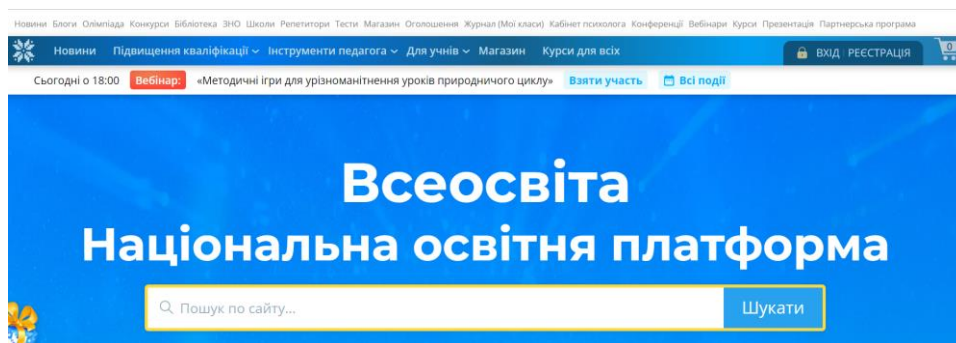 Новини Блоги Олімпіада Конкурси Бібліотека ЗНО Школи Репетитори Тести Магазин Оголошення Журнал (Мої класи) Кабінет психолога Конференції Вебінари Курси Презентація Партнерська програма
Новини Підвищення кваліфікації Інструменти педагога Для учнів Магазин Курси для всіх ВХІД | РЕЄСТРАЦІЯ 0
Сьогодні о 18:00 Вебінар: «Методичні ігри для урізноманітнення уроків природничого циклу» Взяти участь Всі події
Всеосвіта
Національна освітня платформа
Пошук по сайту... Шукати